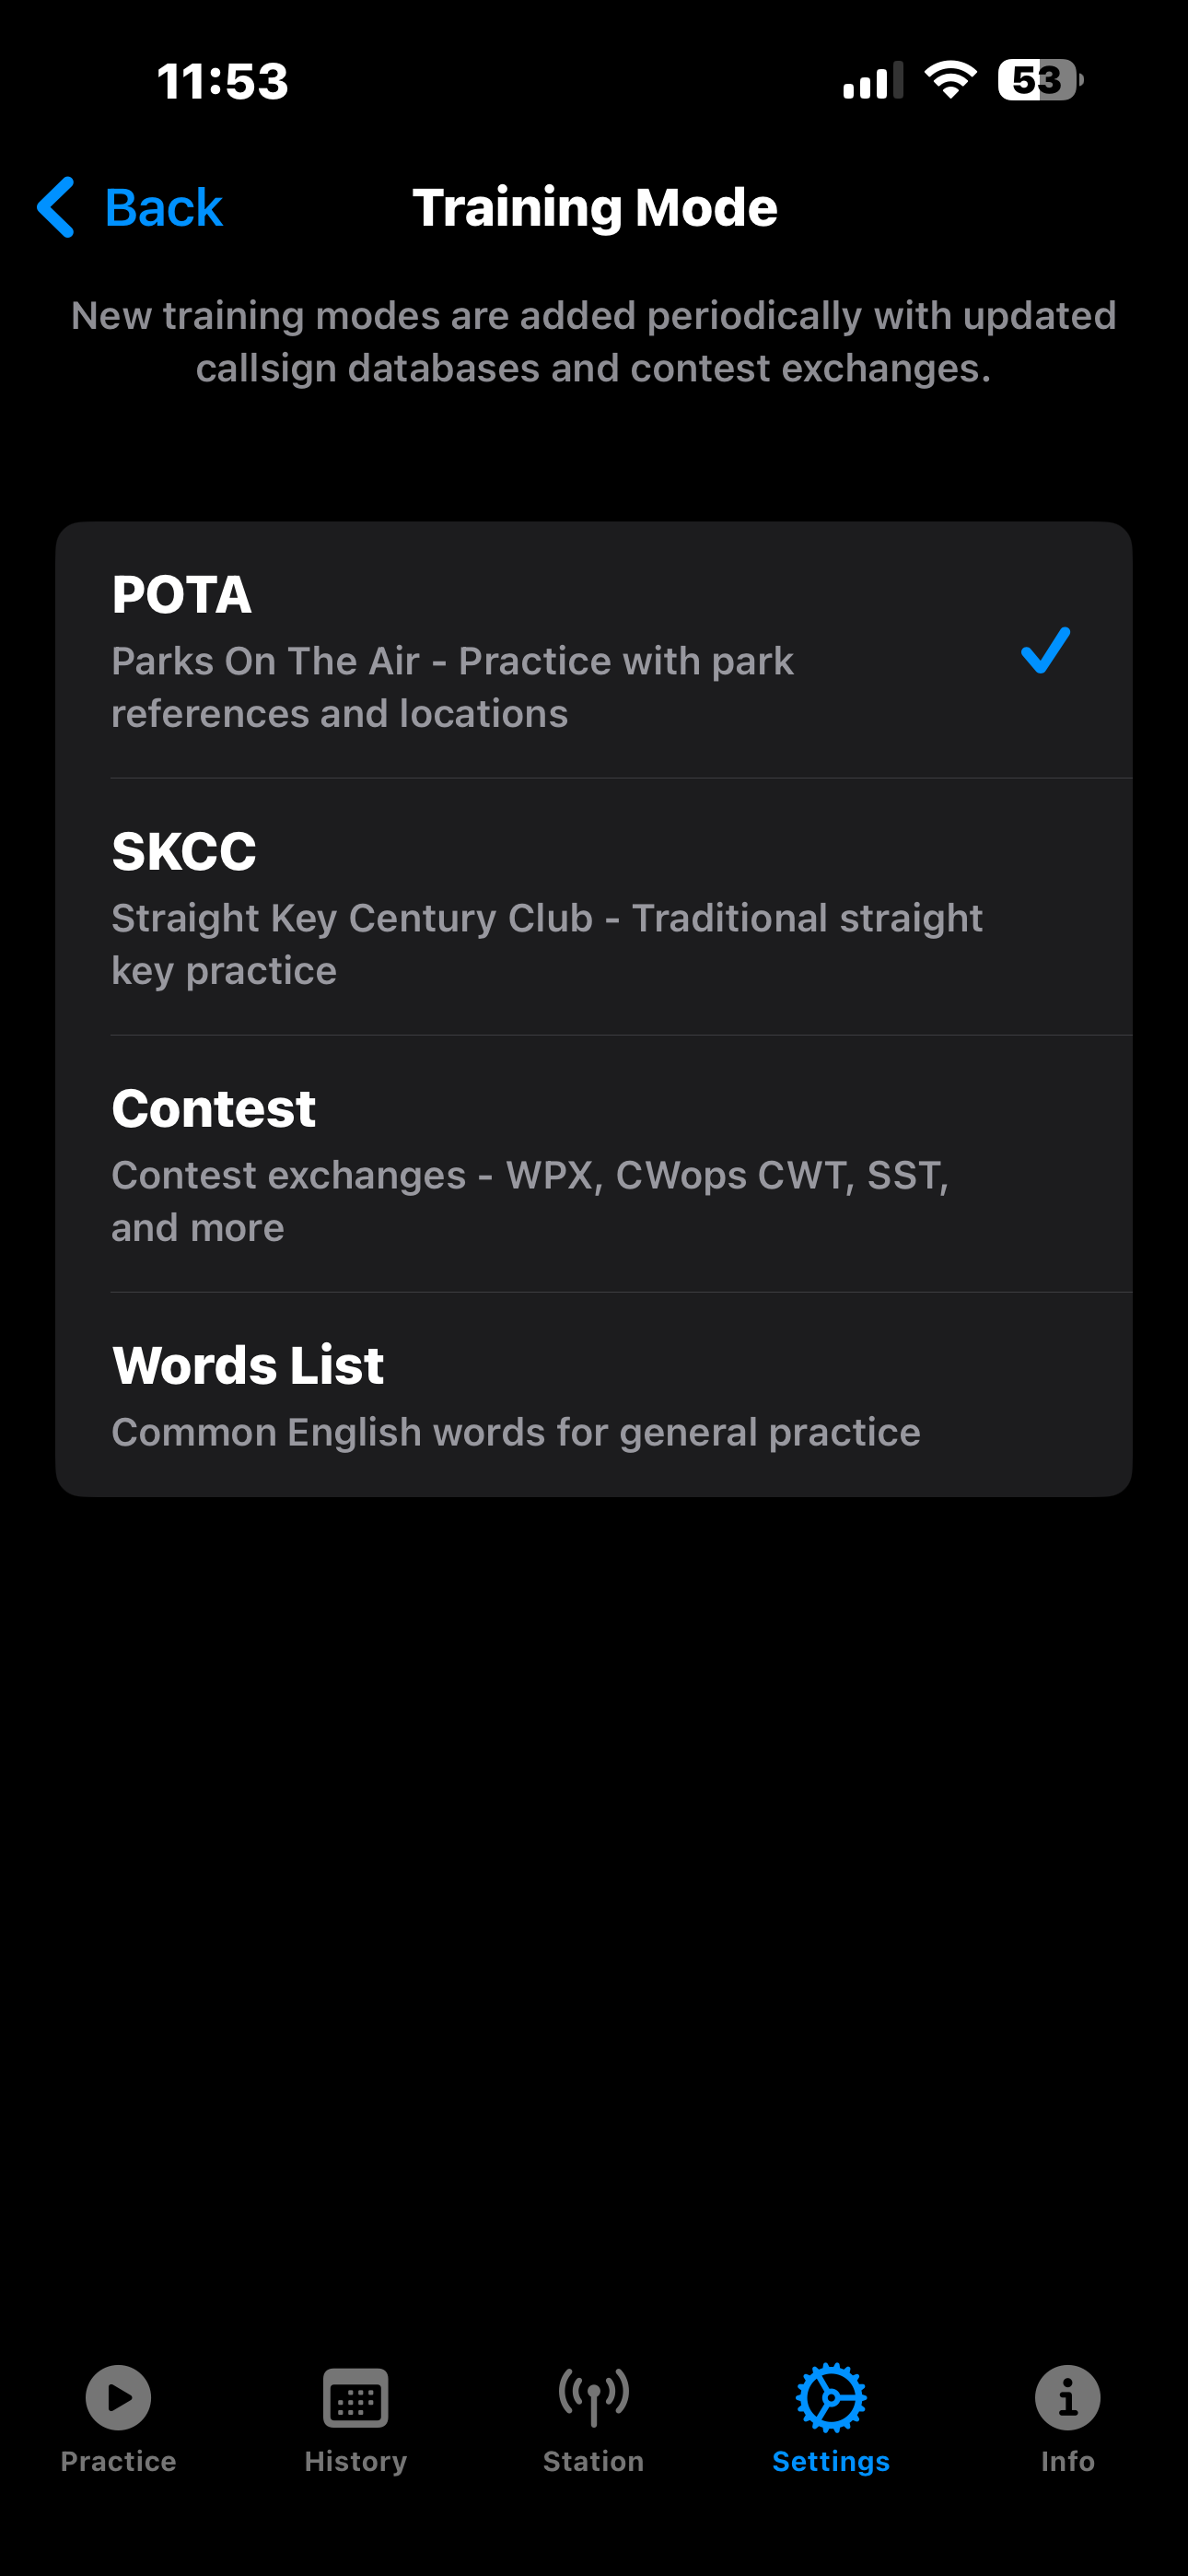 11:53
53
Back
Training Mode
New training modes are added periodically with updated
callsign databases and contest exchanges.
POTA
Parks On The Air - Practice with park
references and locations
SKCC
Straight Key Century Club - Traditional straight
key practice
Contest
Contest exchanges - WPX, CWops CWT, SST,
and more
Words List
Common English words for general practice
Practice
History
Station
Settings
Info